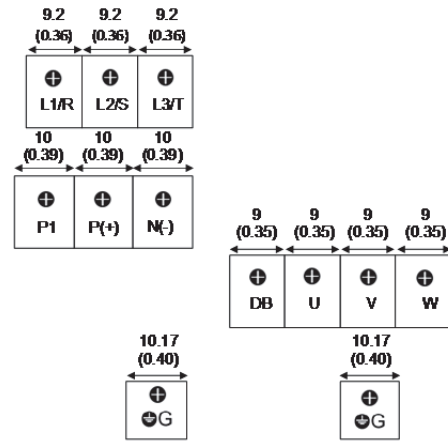 9.2 9.2 9.2
(0.36) (0.36) (0.36)
L1/R L2/S L3/T
10 10 10
(0.39) (0.39) (0.39)
P1 P(+) N(-)
9 9 9 9
(0.35) (0.35) (0.35) (0.35)
DB U V W
10.17 10.17
(0.40) (0.40)
G G